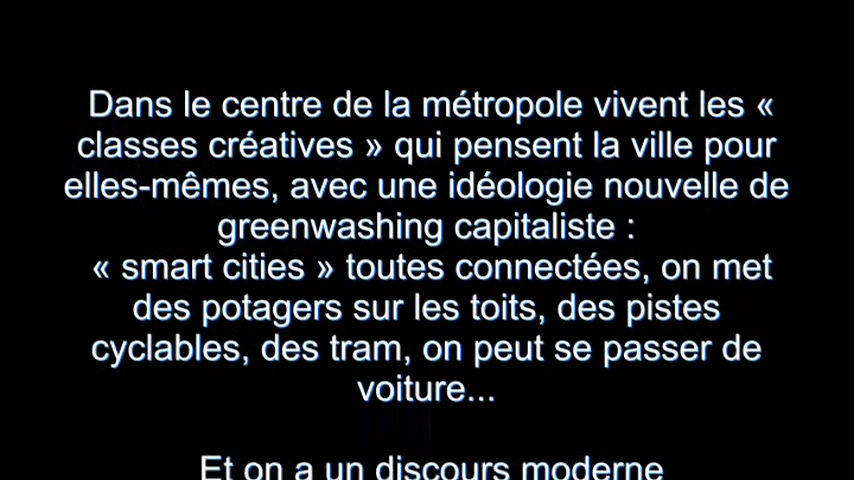 Dans le centre de la métropole vivent les «
classes créatives » qui pensent la ville pour
elles-mêmes, avec une idéologie nouvelle de
greenwashing capitaliste :
« smart cities » toutes connectées, on met
des potagers sur les toits, des pistes
cyclables, des tram, on peut se passer de
voiture...
Et on a un discours moderne